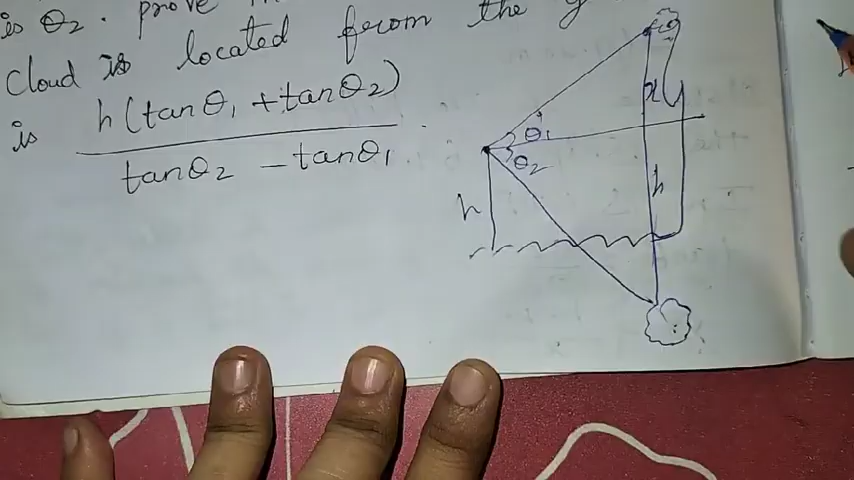 is θ2. prove
cloud is located from the g
is h(tanθ1 + tanθ2)
tanθ2 - tanθ1
x
θ1
θ2
h
h